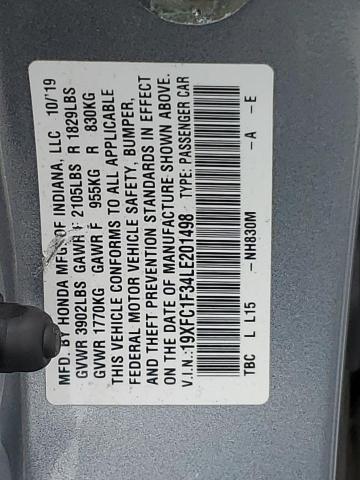 MFD. BY HONDA MFG. OF INDIANA, LLC 10/'19
GVWR 3902LBS GAWR F 2105LBS R 1829LBS
GVWR 1770KG GAWR F 955KG R 830KG
THIS VEHICLE CONFORMS TO ALL APPLICABLE
FEDERAL MOTOR VEHICLE SAFETY, BUMPER,
AND THEFT PREVENTION STANDARDS IN EFFECT
ON THE DATE OF MANUFACTURE SHOWN ABOVE.
V.I.N.:19XFC1F34LE201498 TYPE: PASSENGER CAR
TBC L L15 - NH830M - A - E